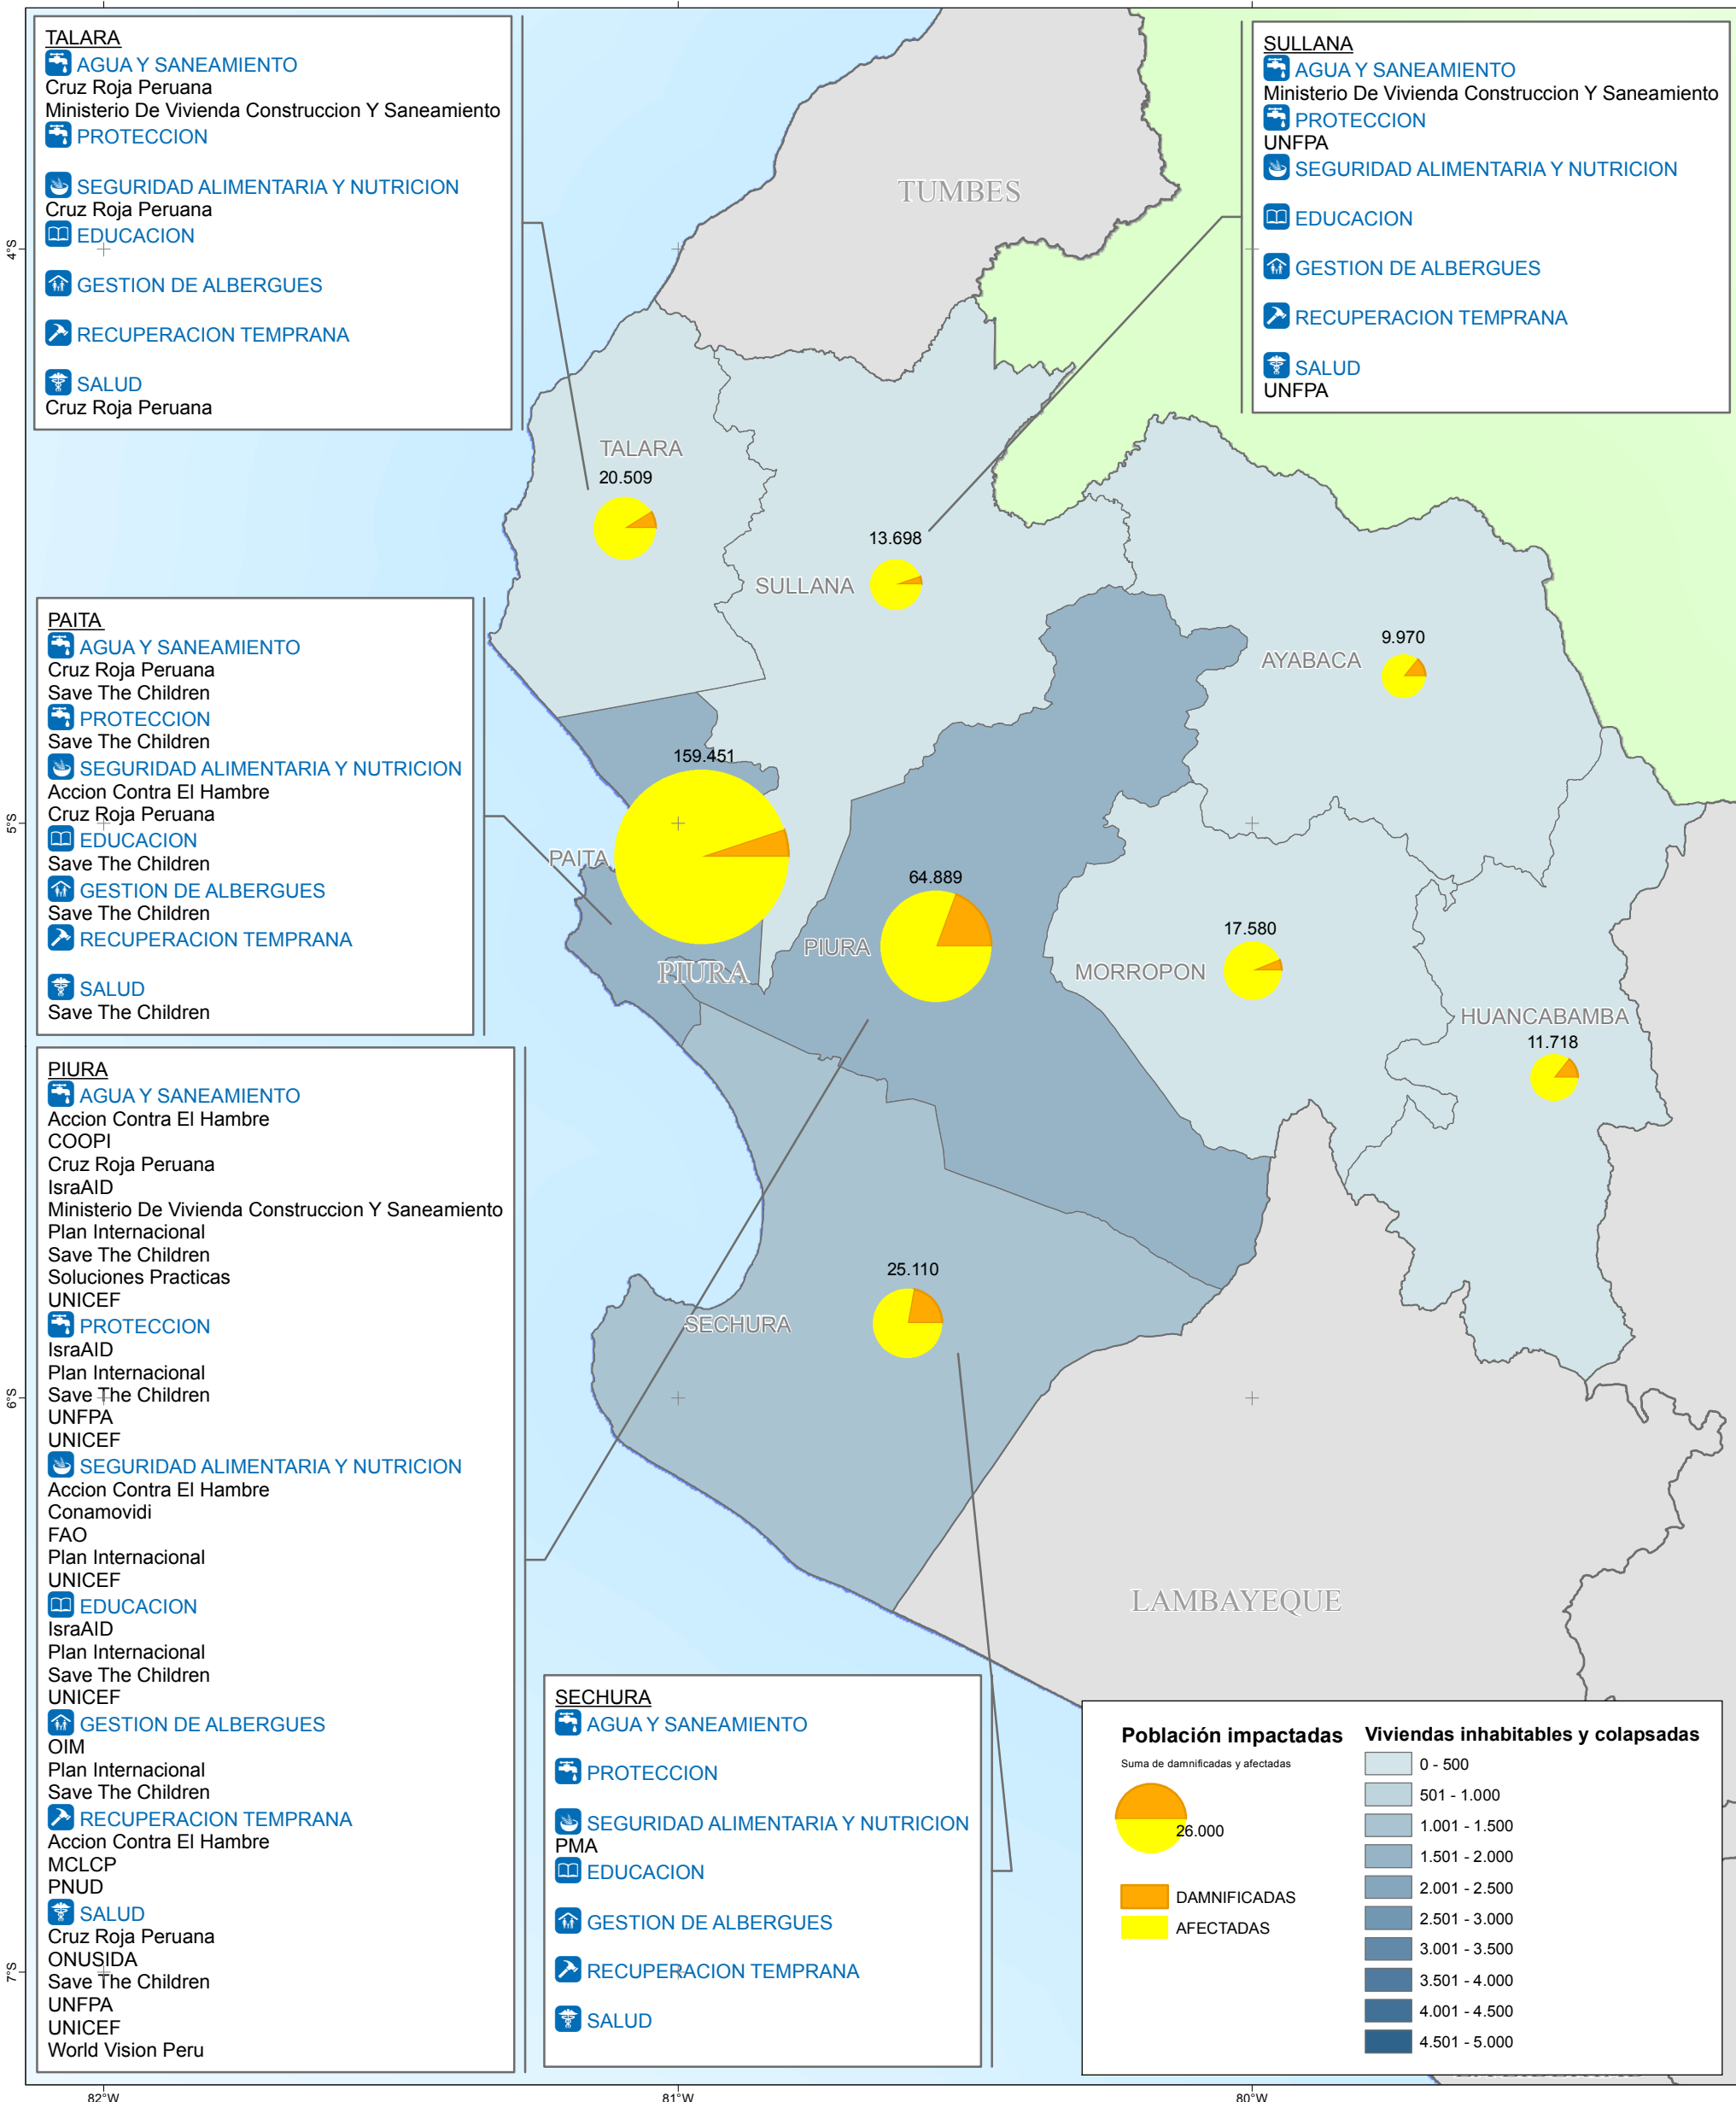 TALARA
AGUA Y SANEAMIENTO
Cruz Roja Peruana
Ministerio De Vivienda Construccion Y Saneamiento
PROTECCION
SEGURIDAD ALIMENTARIA Y NUTRICION
Cruz Roja Peruana
EDUCACION
GESTION DE ALBERGUES
RECUPERACION TEMPRANA
SALUD
Cruz Roja Peruana
SULLANA
AGUA Y SANEAMIENTO
Ministerio De Vivienda Construccion Y Saneamiento
PROTECCION
UNFPA
SEGURIDAD ALIMENTARIA Y NUTRICION
EDUCACION
GESTION DE ALBERGUES
RECUPERACION TEMPRANA
SALUD
UNFPA
TUMBES
4°S
TALARA
20.509
13.698
SULLANA
9.970
AYABACA
PAITA
AGUA Y SANEAMIENTO
Cruz Roja Peruana
Save The Children
PROTECCION
Save The Children
SEGURIDAD ALIMENTARIA Y NUTRICION
Accion Contra El Hambre
Cruz Roja Peruana
EDUCACION
Save The Children
GESTION DE ALBERGUES
Save The Children
RECUPERACION TEMPRANA
SALUD
Save The Children
159.451
5°S
PAITA
64.889
PIURA
PIURA
17.580
MORROPON
HUANCABAMBA
11.718
PIURA
AGUA Y SANEAMIENTO
Accion Contra El Hambre
COOPI
Cruz Roja Peruana
IsraAID
Ministerio De Vivienda Construccion Y Saneamiento
Plan Internacional
Save The Children
Soluciones Practicas
UNICEF
PROTECCION
IsraAID
Plan Internacional
Save The Children
UNFPA
UNICEF
SEGURIDAD ALIMENTARIA Y NUTRICION
Accion Contra El Hambre
Conamovidi
FAO
Plan Internacional
UNICEF
EDUCACION
IsraAID
Plan Internacional
Save The Children
UNICEF
GESTION DE ALBERGUES
OIM
Plan Internacional
Save The Children
RECUPERACION TEMPRANA
Accion Contra El Hambre
MCLCP
PNUD
SALUD
Cruz Roja Peruana
ONUSIDA
Save The Children
UNFPA
UNICEF
World Vision Peru
25.110
SECHURA
6°S
LAMBAYEQUE
SECHURA
AGUA Y SANEAMIENTO
PROTECCION
SEGURIDAD ALIMENTARIA Y NUTRICION
PMA
EDUCACION
GESTION DE ALBERGUES
RECUPERACION TEMPRANA
SALUD
Población impactadas
Suma de damnificadas y afectadas
26.000
DAMNIFICADAS
AFECTADAS
Viviendas inhabitables y colapsadas
0 - 500
501 - 1.000
1.001 - 1.500
1.501 - 2.000
2.001 - 2.500
2.501 - 3.000
3.001 - 3.500
3.501 - 4.000
4.001 - 4.500
4.501 - 5.000
7°S
82°W
81°W
80°W